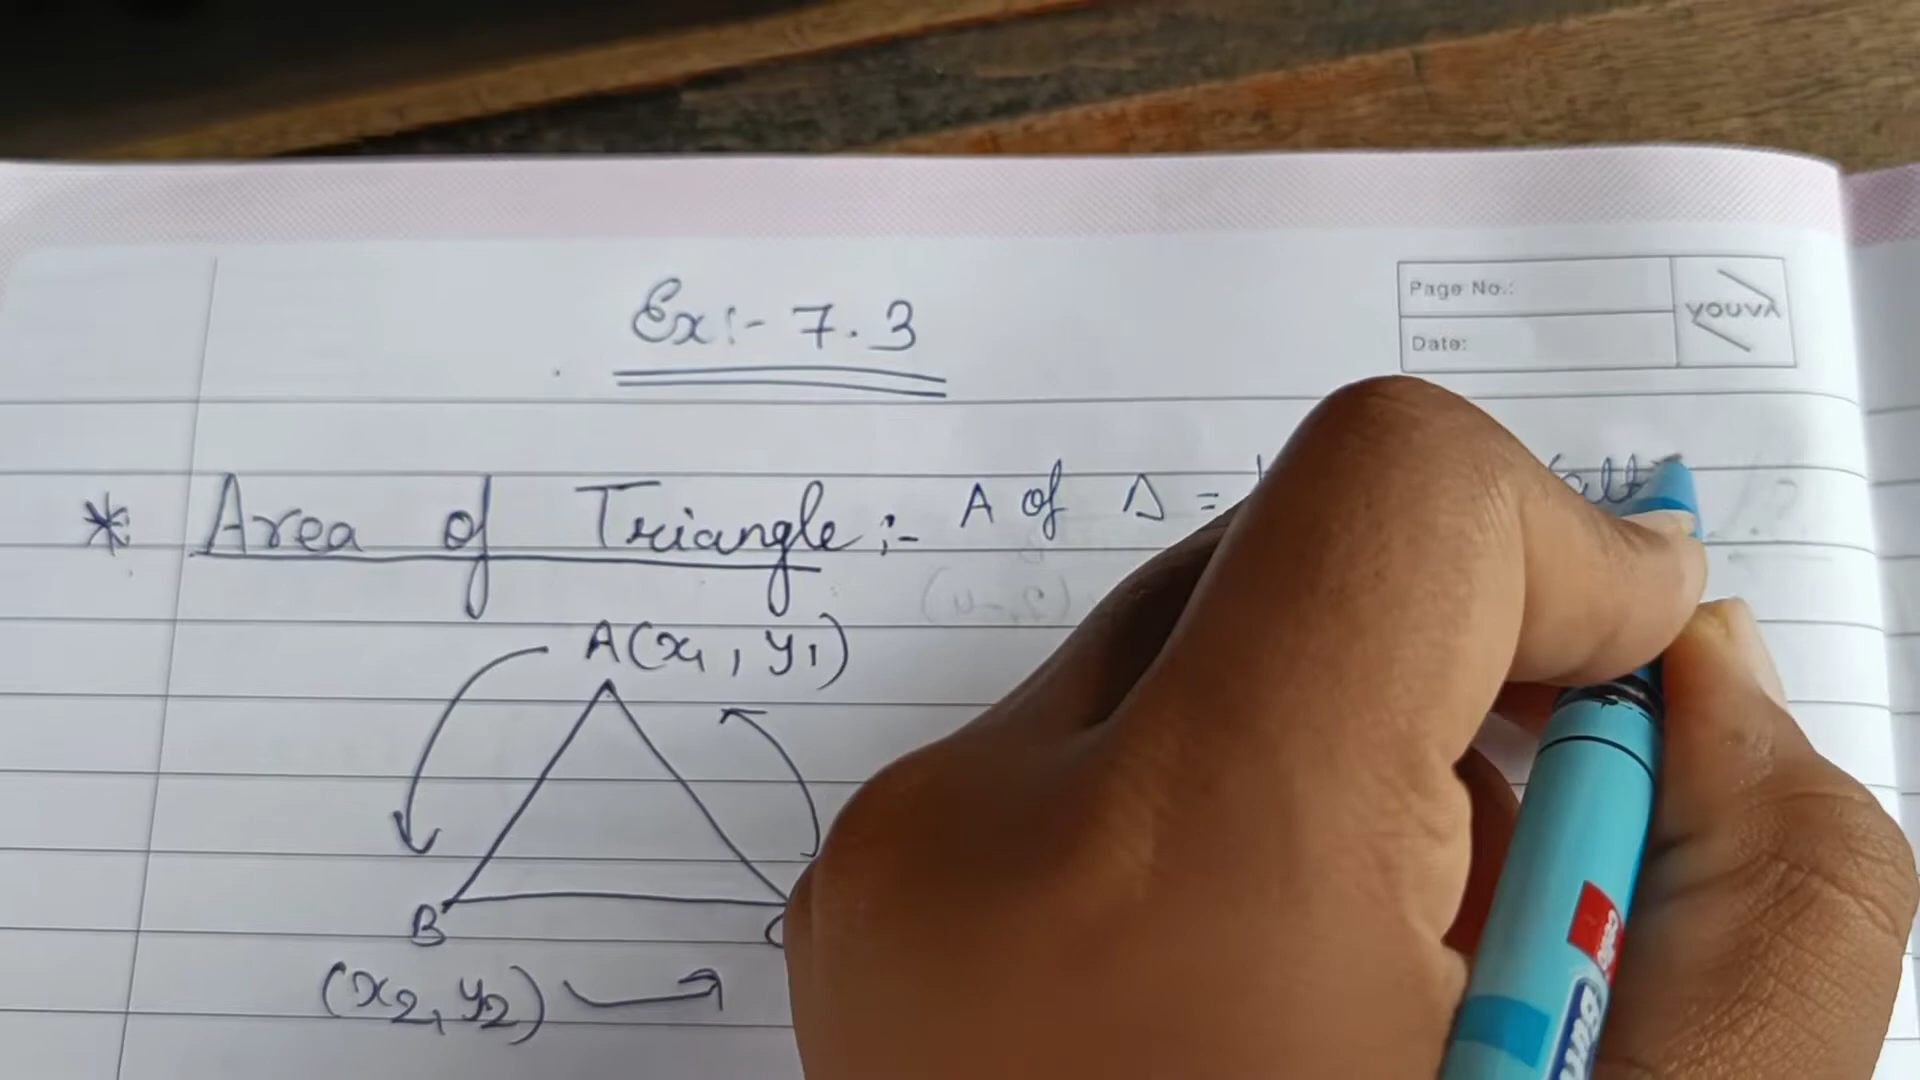 Ex:- 7.3
Page No.:
Date:
YOUVA
* Area of Triangle :- A of Δ =
A(x1, y1)
B
(x2, y2)